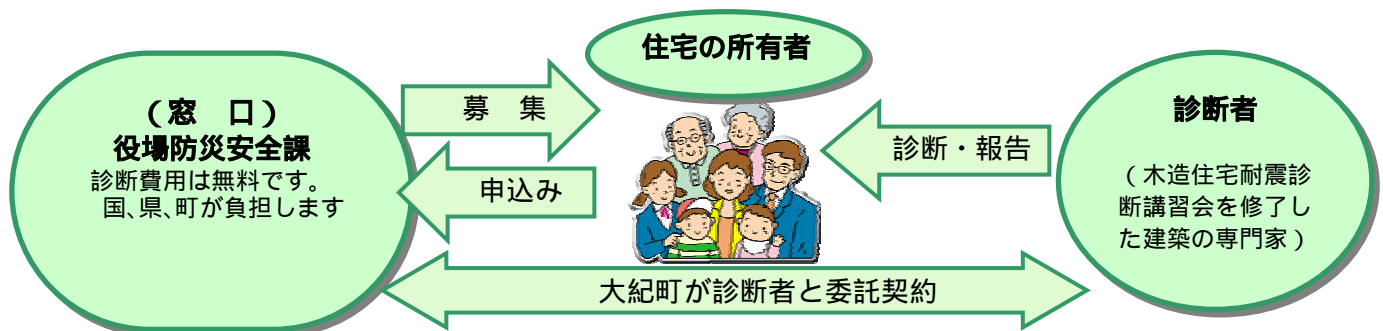 （窓　口）
役場防災安全課
診断費用は無料です。
国、県、町が負担します
募　集
申込み
住宅の所有者
診断・報告
診断者
（木造住宅耐震診
断講習会を修了し
た建築の専門家）
大紀町が診断者と委託契約